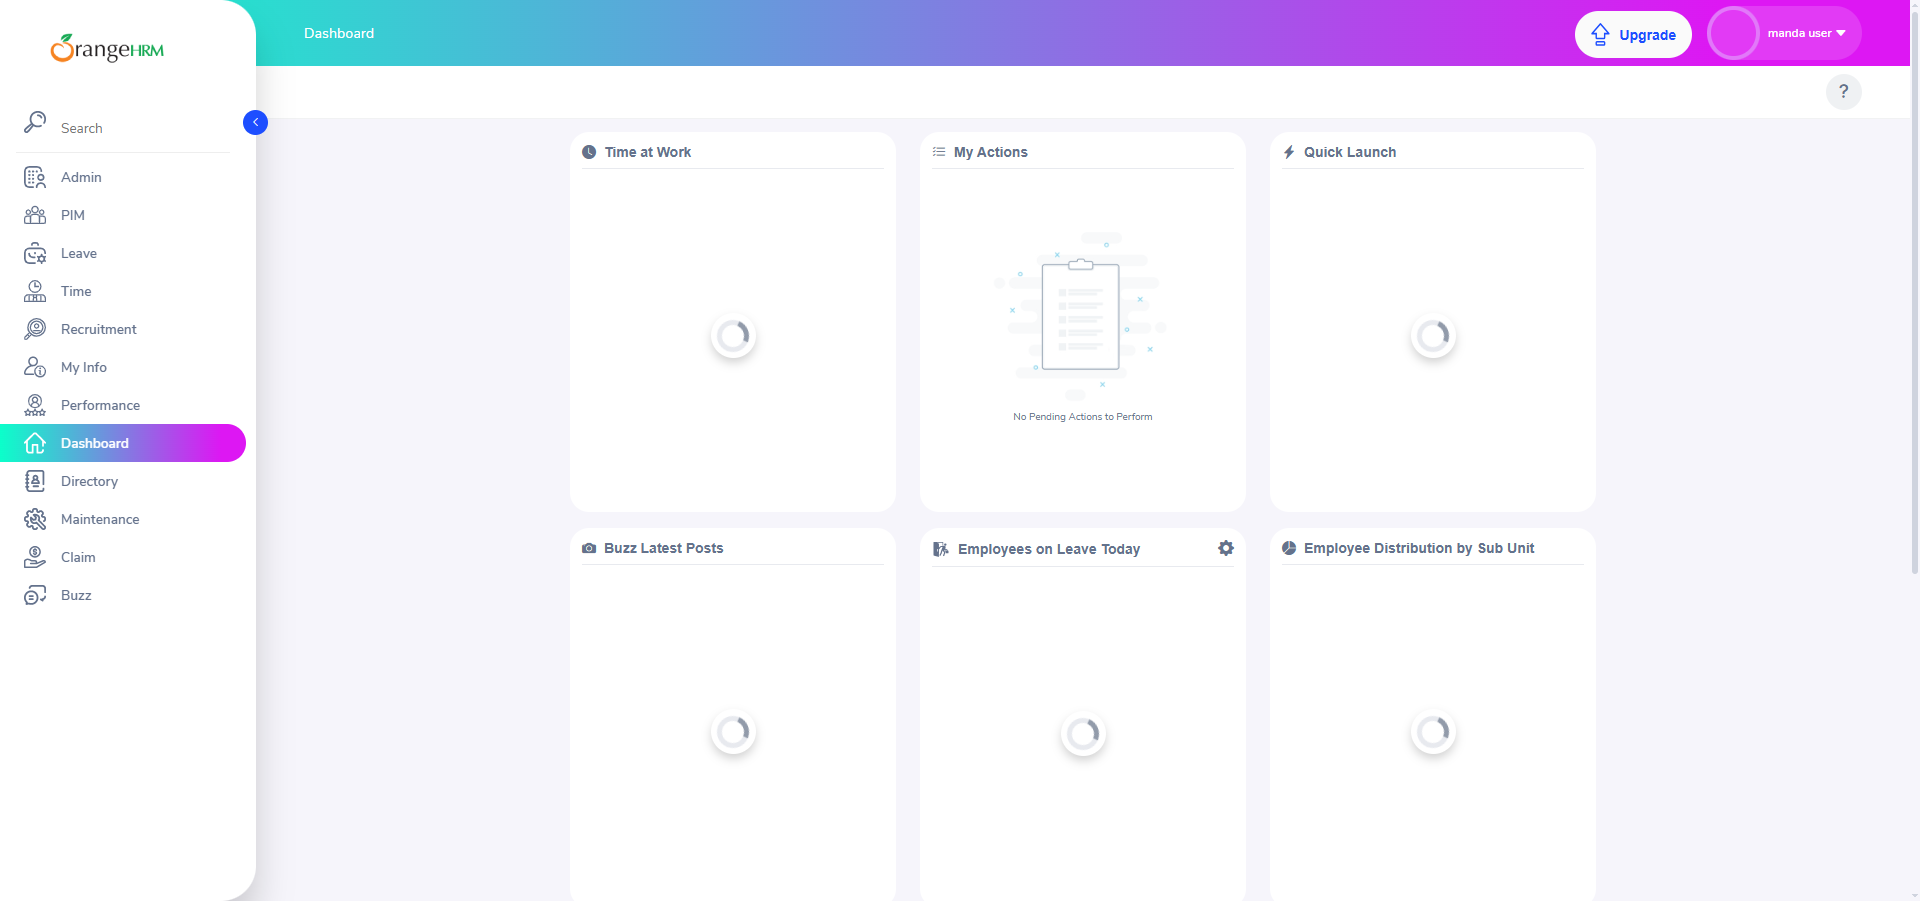 OrangeHRM
Dashboard
Upgrade
manda user
?
Search
Admin
PIM
Leave
Time
Recruitment
My Info
Performance
Dashboard
Directory
Maintenance
Claim
Buzz
Time at Work
My Actions
No Pending Actions to Perform
Quick Launch
Buzz Latest Posts
Employees on Leave Today
Employee Distribution by Sub Unit